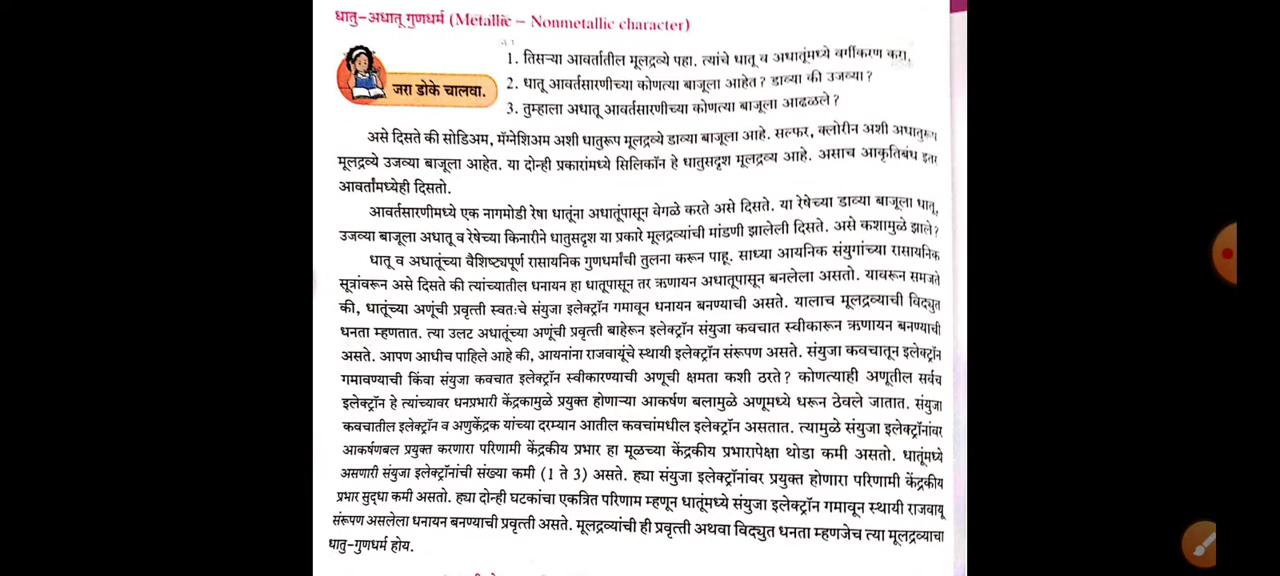 धातु-अधातू गुणधर्म (Metallic – Nonmetallic character)
1. तिसऱ्या आवर्तातील मूलद्रव्ये पहा. त्यांचे धातू व अधातूंमध्ये वर्गीकरण करा.
2. धातू आवर्तसारणीच्या कोणत्या बाजूला आहेत? डाव्या की उजव्या?
जरा डोके चालवा.
3. तुम्हाला अधातू आवर्तसारणीच्या कोणत्या बाजूला आढळले?
असे दिसते की सोडिअम, मॅग्नेशिअम अशी धातुरूप मूलद्रव्ये डाव्या बाजूला आहे. सल्फर, क्लोरीन अशी अधातुरूप
मूलद्रव्ये उजव्या बाजूला आहेत. या दोन्ही प्रकारांमध्ये सिलिकॉन हे धातुसदृश मूलद्रव्य आहे. असाच आकृतिबंध इतर
आवर्तांमध्येही दिसतो.
आवर्तसारणीमध्ये एक नागमोडी रेषा धातूंना अधातूंपासून वेगळे करते असे दिसते. या रेषेच्या डाव्या बाजूला धातू,
उजव्या बाजूला अधातू व रेषेच्या किनारीने धातुसदृश या प्रकारे मूलद्रव्यांची मांडणी झालेली दिसते. असे कशामुळे झाले?
धातू व अधातूंच्या वैशिष्ट्यपूर्ण रासायनिक गुणधर्मांची तुलना करून पाहू. साध्या आयनिक संयुगांच्या रासायनिक
सूत्रांवरून असे दिसते की त्यांच्यातील धनायन हा धातूपासून तर ऋणायन अधातूपासून बनलेला असतो. यावरून समजते
की, धातूंच्या अणूंची प्रवृत्ती स्वतःचे संयुजा इलेक्ट्रॉन गमावून धनायन बनण्याची असते. यालाच मूलद्रव्याची विद्युत
धनता म्हणतात. त्या उलट अधातूंच्या अणूंची प्रवृत्ती बाहेरून इलेक्ट्रॉन संयुजा कवचात स्वीकारून ऋणायन बनण्याची
असते. आपण आधीच पाहिले आहे की, आयनांना राजवायूंचे स्थायी इलेक्ट्रॉन संरूपण असते. संयुजा कवचातून इलेक्ट्रॉन
गमावण्याची किंवा संयुजा कवचात इलेक्ट्रॉन स्वीकारण्याची अणूची क्षमता कशी ठरते? कोणत्याही अणूतील सर्वच
इलेक्ट्रॉन हे त्यांच्यावर धनप्रभारी केंद्रकामुळे प्रयुक्त होणाऱ्या आकर्षण बलामुळे अणूमध्ये धरून ठेवले जातात. संयुजा
कवचातील इलेक्ट्रॉन व अणुकेंद्रक यांच्या दरम्यान आतील कवचांमधील इलेक्ट्रॉन असतात. त्यामुळे संयुजा इलेक्ट्रॉनांवर
आकर्षणबल प्रयुक्त करणारा परिणामी केंद्रकीय प्रभार हा मूळच्या केंद्रकीय प्रभारापेक्षा थोडा कमी असतो. धातूंमध्ये
असणारी संयुजा इलेक्ट्रॉनांची संख्या कमी (1 ते 3) असते. ह्या संयुजा इलेक्ट्रॉनांवर प्रयुक्त होणारा परिणामी केंद्रकीय
प्रभार सुद्धा कमी असतो. ह्या दोन्ही घटकांचा एकत्रित परिणाम म्हणून धातूंमध्ये संयुजा इलेक्ट्रॉन गमावून स्थायी राजवायू
संरूपण असलेला धनायन बनण्याची प्रवृत्ती असते. मूलद्रव्यांची ही प्रवृत्ती अथवा विद्युत धनता म्हणजेच त्या मूलद्रव्याचा
धातु-गुणधर्म होय.